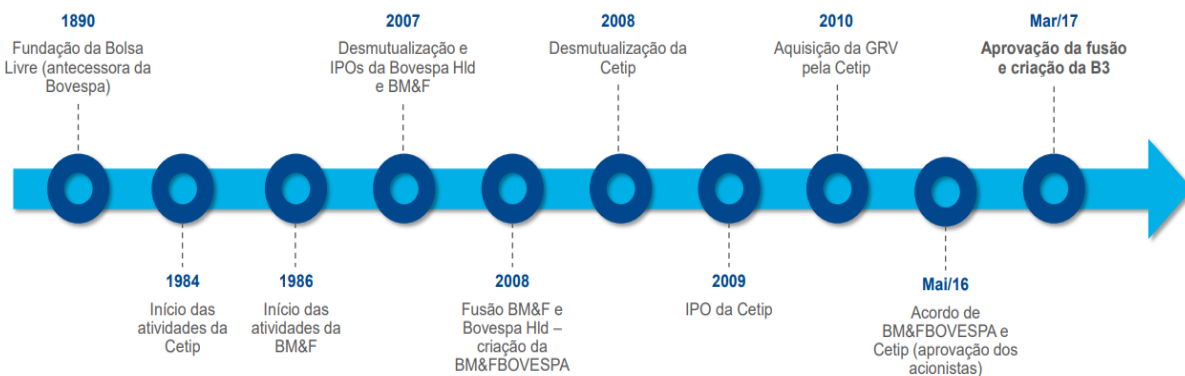 1890
Fundação da Bolsa
Livre (antecessora da
Bovespa)
1984
Início das
atividades da
Cetip
1986
Início das
atividades da
BM&F
2007
Desmutualização e
IPOs da Bovespa Hld
e BM&F
2008
Fusão BM&F e
Bovespa Hld –
criação da
BM&FBOVESPA
2008
Desmutualização da
Cetip
2009
IPO da Cetip
2010
Aquisição da GRV
pela Cetip
Mai/16
Acordo de
BM&FBOVESPA e
Cetip (aprovação dos
acionistas)
Mar/17
Aprovação da fusão
e criação da B3